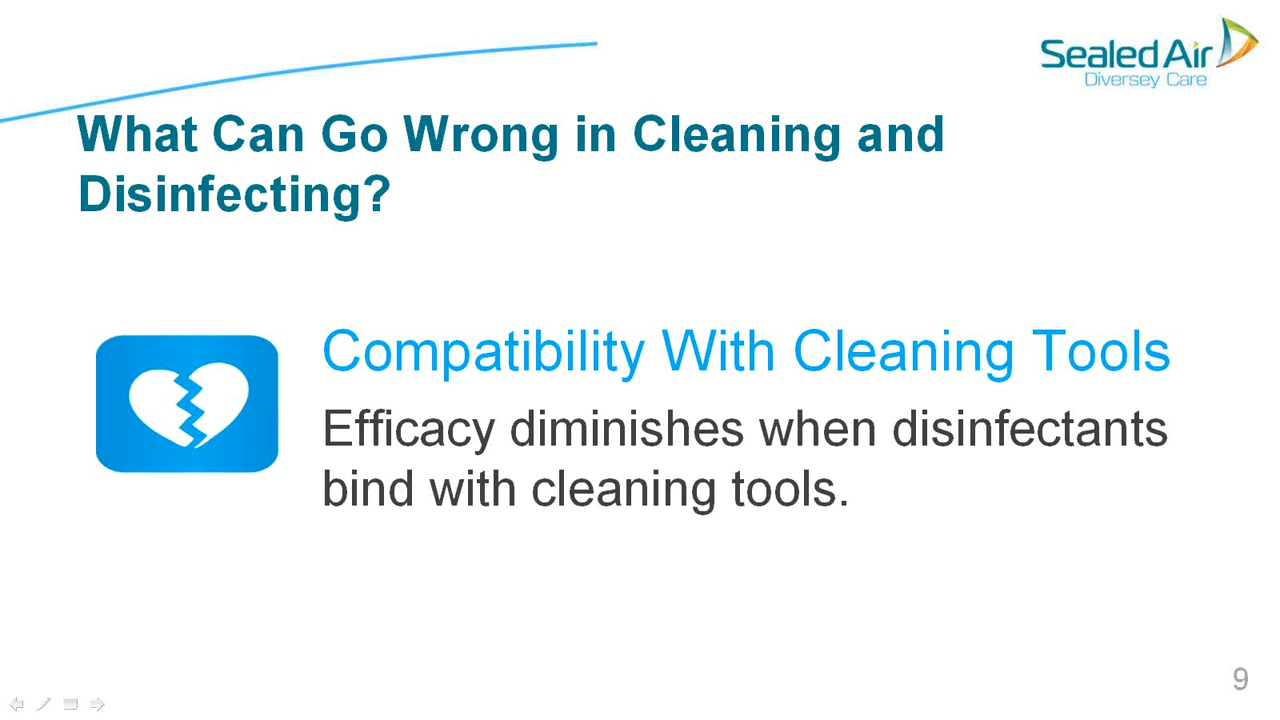 Sealed Air
Diversey Care
What Can Go Wrong in Cleaning and
Disinfecting?
Compatibility With Cleaning Tools
Efficacy diminishes when disinfectants
bind with cleaning tools.
9